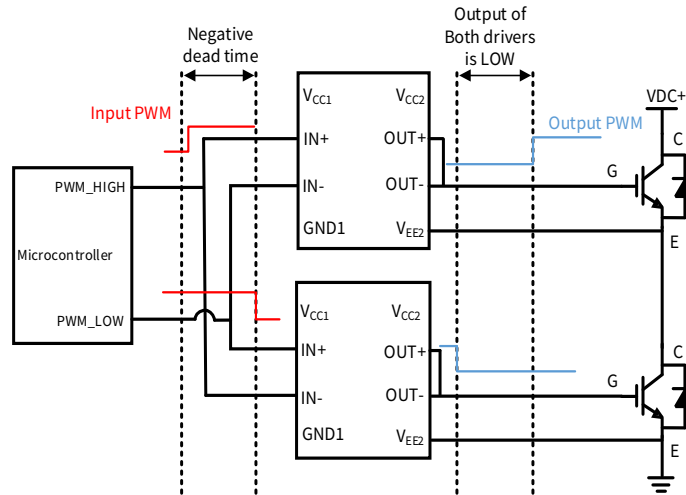 Negative
dead time
Output of
Both drivers
is LOW
Input PWM
Output PWM
VDC+
Microcontroller
PWM_HIGH
PWM_LOW
VCC1
VCC2
IN+
OUT+
IN-
OUT-
GND1
VEE2
G
C
E
VCC1
VCC2
IN+
OUT+
IN-
OUT-
GND1
VEE2
G
C
E